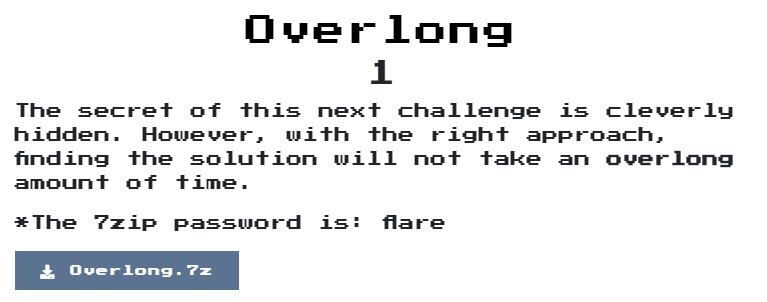 Overlong
1
The secret of this next challenge is cleverly
hidden. However, with the right approach,
finding the solution will not take an overlong
amount of time.
*The 7zip password is: flare
Overlong.7z